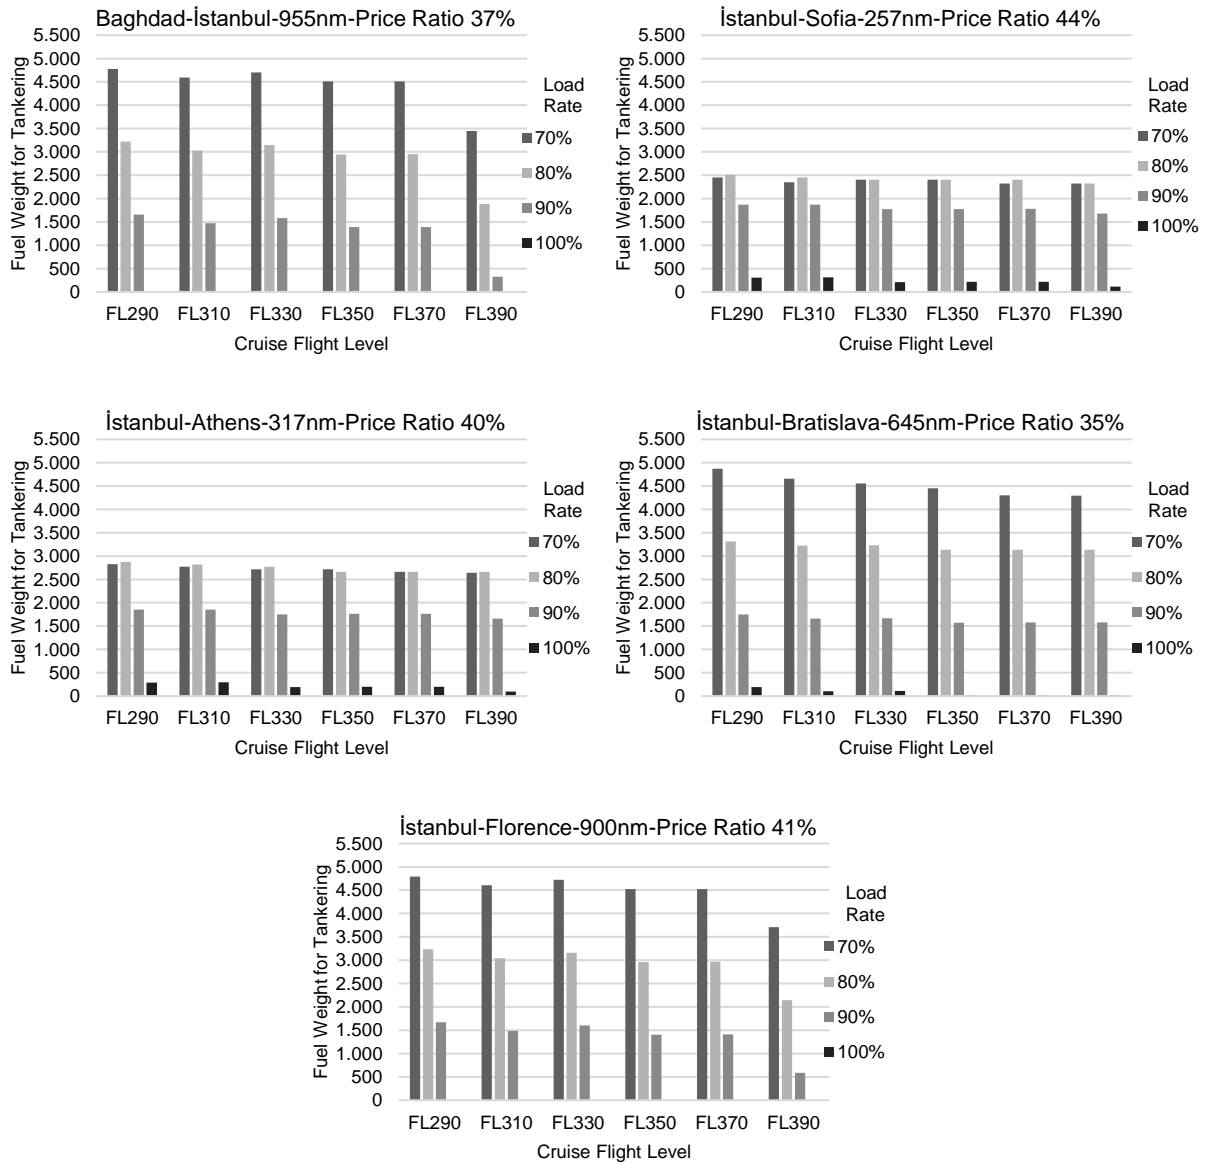 Baghdad-İstanbul-955nm-Price Ratio 37%
Fuel Weight for Tankering
5.500
5.000
4.500
4.000
3.500
3.000
2.500
2.000
1.500
1.000
500
0
FL290 FL310 FL330 FL350 FL370 FL390
Cruise Flight Level
Load
Rate
70%
80%
90%
100%
İstanbul-Sofia-257nm-Price Ratio 44%
Fuel Weight for Tankering
5.500
5.000
4.500
4.000
3.500
3.000
2.500
2.000
1.500
1.000
500
0
FL290 FL310 FL330 FL350 FL370 FL390
Cruise Flight Level
Load
Rate
70%
80%
90%
100%
İstanbul-Athens-317nm-Price Ratio 40%
Fuel Weight for Tankering
5.500
5.000
4.500
4.000
3.500
3.000
2.500
2.000
1.500
1.000
500
0
FL290 FL310 FL330 FL350 FL370 FL390
Cruise Flight Level
Load
Rate
70%
80%
90%
100%
İstanbul-Bratislava-645nm-Price Ratio 35%
Fuel Weight for Tankering
5.500
5.000
4.500
4.000
3.500
3.000
2.500
2.000
1.500
1.000
500
0
FL290 FL310 FL330 FL350 FL370 FL390
Cruise Flight Level
Load
Rate
70%
80%
90%
100%
İstanbul-Florence-900nm-Price Ratio 41%
Fuel Weight for Tankering
5.500
5.000
4.500
4.000
3.500
3.000
2.500
2.000
1.500
1.000
500
0
FL290 FL310 FL330 FL350 FL370 FL390
Cruise Flight Level
Load
Rate
70%
80%
90%
100%